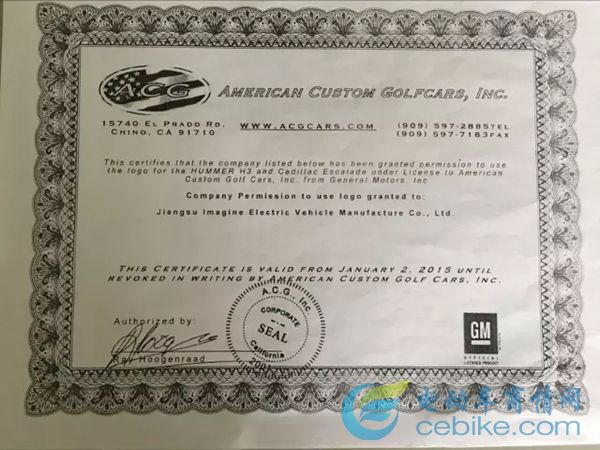 ACG
AMERICAN CUSTOM GOLFCARS, INC.
15740 EL PRADO RD. WWW.ACGCARS.COM (909) 597-2885TEL
CHINO, CA 91710 (909) 597-7183FAX
This certifies that the company listed below has been granted permission to use
the logo for the HUMMER H3 and Cadillac Escalade under License to American
Custom Golf Cars, Inc. from General Motors, Inc
Company Permission to use logo granted to:
Jiangsu Imagine Electric Vehicle Manufacture Co., Ltd.
THIS CERTIFICATE IS VALID FROM JANUARY 2, 2015 UNTIL
REVOKED IN WRITING BY AMERICAN CUSTOM GOLF CARS, INC.
A.C.G., Inc.
CORPORATE
SEAL
California
Authorized by:
Ray Hoogenraad
GM
OFFICIAL
LICENSED PRODUCT
cebike.com